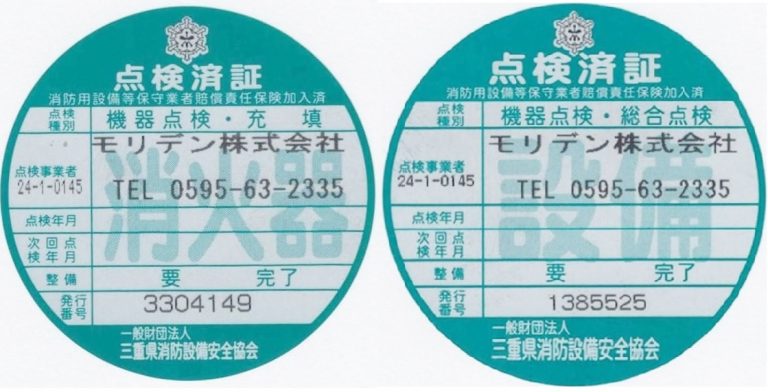 点検済証
消防用設備等保守業者賠償責任保険加入済
点検種別 機器点検・充填
点検事業者 24-1-0145 モリデン株式会社
TEL 0595-63-2335
消火器
点検年月
次回点検年月
整備 要 完了
発行番号 3304149
一般財団法人
三重県消防設備安全協会
点検済証
消防用設備等保守業者賠償責任保険加入済
点検種別 機器点検・総合点検
点検事業者 24-1-0145 モリデン株式会社
TEL 0595-63-2335
設備
点検年月
次回点検年月
整備 要 完了
発行番号 1385525
一般財団法人
三重県消防設備安全協会